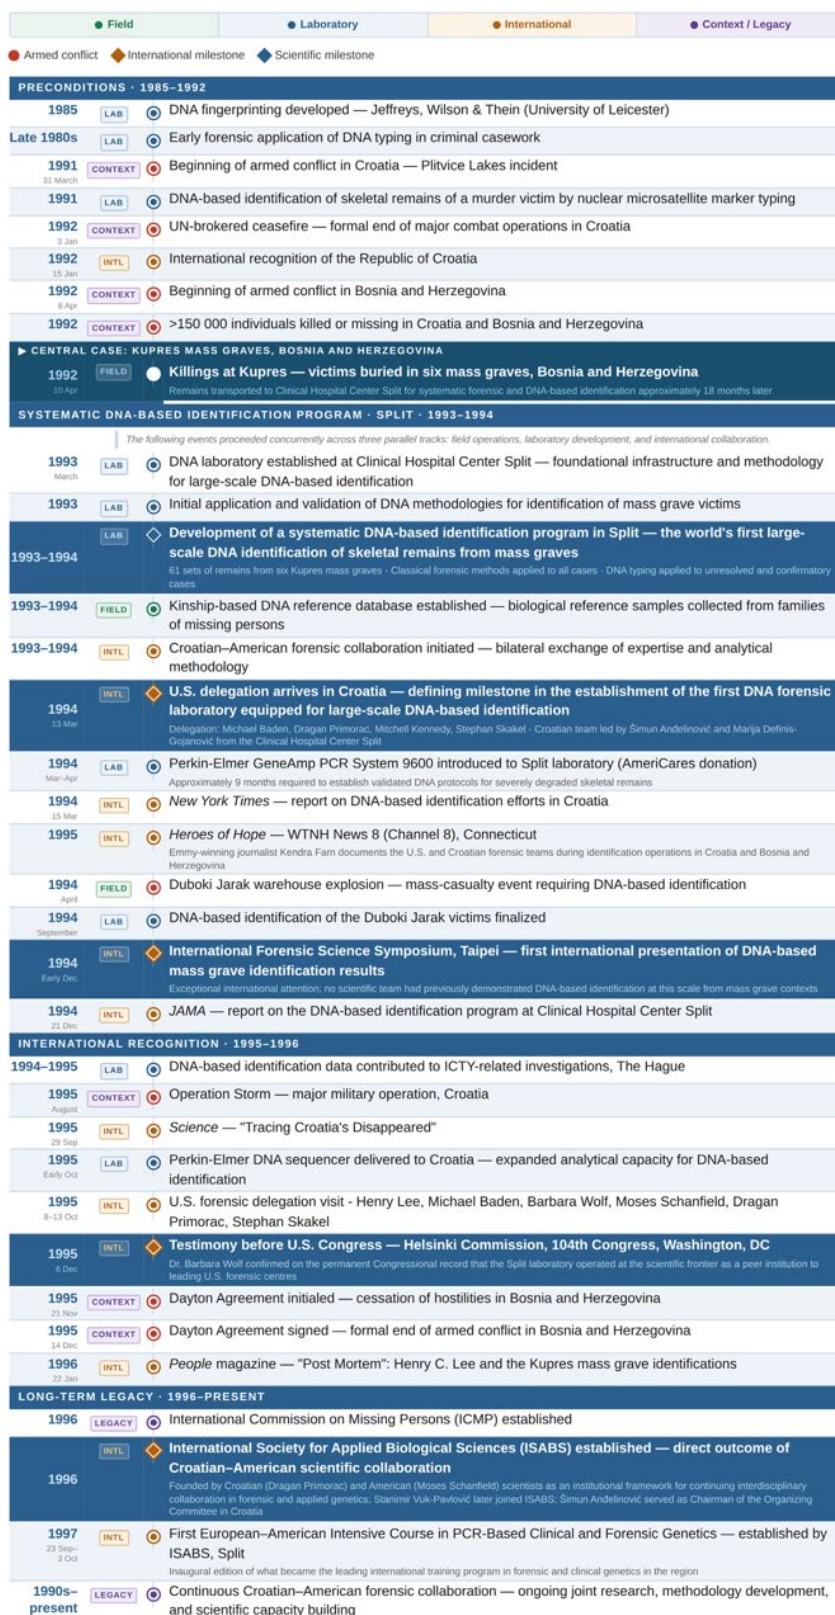 Field
Laboratory
International
Context / Legacy
Armed conflict
International milestone
Scientific milestone
PRECONDITIONS · 1985–1992
1985 LAB DNA fingerprinting developed — Jeffreys, Wilson & Thein (University of Leicester)
Late 1980s LAB Early forensic application of DNA typing in criminal casework
1991 CONTEXT Beginning of armed conflict in Croatia — Plitvice Lakes incident
31 March
1991 LAB DNA-based identification of skeletal remains of a murder victim by nuclear microsatellite marker typing
1992 CONTEXT UN-brokered ceasefire — formal end of major combat operations in Croatia
3 Jan
1992 INTL International recognition of the Republic of Croatia
15 Jan
1992 CONTEXT Beginning of armed conflict in Bosnia and Herzegovina
6 Apr
1992 CONTEXT >150 000 individuals killed or missing in Croatia and Bosnia and Herzegovina
▶ CENTRAL CASE: KUPRES MASS GRAVES, BOSNIA AND HERZEGOVINA
1992 FIELD Killings at Kupres — victims buried in six mass graves, Bosnia and Herzegovina
10 Apr Remains transported to Clinical Hospital Center Split for systematic forensic and DNA-based identification approximately 18 months later
SYSTEMATIC DNA-BASED IDENTIFICATION PROGRAM · SPLIT · 1993–1994
The following events proceeded concurrently across three parallel tracks: field operations, laboratory development, and international collaboration.
1993 LAB DNA laboratory established at Clinical Hospital Center Split — foundational infrastructure and methodology
March for large-scale DNA-based identification
1993 LAB Initial application and validation of DNA methodologies for identification of mass grave victims
LAB Development of a systematic DNA-based identification program in Split — the world's first large-
1993–1994 scale DNA identification of skeletal remains from mass graves
61 sets of remains from six Kupres mass graves · Classical forensic methods applied to all cases · DNA typing applied to unresolved and confirmatory
cases
1993–1994 FIELD Kinship-based DNA reference database established — biological reference samples collected from families
of missing persons
1993–1994 INTL Croatian–American forensic collaboration initiated — bilateral exchange of expertise and analytical
methodology
INTL U.S. delegation arrives in Croatia — defining milestone in the establishment of the first DNA forensic
1994 laboratory equipped for large-scale DNA-based identification
13 Mar Delegation: Michael Baden, Dragan Primorac, Mitchell Kennedy, Stephan Skakel - Croatian team led by Šimun Anđelinović and Marija Definis-
Gojanović from the Clinical Hospital Center Split
1994 LAB Perkin-Elmer GeneAmp PCR System 9600 introduced to Split laboratory (AmeriCares donation)
Mar–Apr Approximately 9 months required to establish validated DNA protocols for severely degraded skeletal remains
1994 INTL New York Times — report on DNA-based identification efforts in Croatia
15 Mar
1995 INTL Heroes of Hope — WTNH News 8 (Channel 8), Connecticut
Emmy-winning journalist Kendra Farn documents the U.S. and Croatian forensic teams during identification operations in Croatia and Bosnia and
Herzegovina
1994 FIELD Duboki Jarak warehouse explosion — mass-casualty event requiring DNA-based identification
April
1994 LAB DNA-based identification of the Duboki Jarak victims finalized
September
INTL International Forensic Science Symposium, Taipei — first international presentation of DNA-based
1994 mass grave identification results
Early Dec Exceptional international attention; no scientific team had previously demonstrated DNA-based identification at this scale from mass grave contexts
1994 INTL JAMA — report on the DNA-based identification program at Clinical Hospital Center Split
21 Dec
INTERNATIONAL RECOGNITION · 1995–1996
1994–1995 LAB DNA-based identification data contributed to ICTY-related investigations, The Hague
1995 CONTEXT Operation Storm — major military operation, Croatia
August
1995 INTL Science — "Tracing Croatia's Disappeared"
29 Sep
1995 LAB Perkin-Elmer DNA sequencer delivered to Croatia — expanded analytical capacity for DNA-based
Early Oct identification
1995 INTL U.S. forensic delegation visit - Henry Lee, Michael Baden, Barbara Wolf, Moses Schanfield, Dragan
8–13 Oct Primorac, Stephan Skakel
1995 INTL Testimony before U.S. Congress — Helsinki Commission, 104th Congress, Washington, DC
6 Dec Dr. Barbara Wolf confirmed on the permanent Congressional record that the Split laboratory operated at the scientific frontier as a peer institution to
leading U.S. forensic centres
1995 CONTEXT Dayton Agreement initialed — cessation of hostilities in Bosnia and Herzegovina
21 Nov
1995 CONTEXT Dayton Agreement signed — formal end of armed conflict in Bosnia and Herzegovina
14 Dec
1996 INTL People magazine — "Post Mortem": Henry C. Lee and the Kupres mass grave identifications
22 Jan
LONG-TERM LEGACY · 1996–PRESENT
1996 LEGACY International Commission on Missing Persons (ICMP) established
INTL International Society for Applied Biological Sciences (ISABS) established — direct outcome of
Croatian–American scientific collaboration
1996 Founded by Croatian (Dragan Primorac) and American (Moses Schanfield) scientists as an institutional framework for continuing interdisciplinary
collaboration in forensic and applied genetics; Stanimir Vuk-Pavlović later joined ISABS; Šimun Anđelinović served as Chairman of the Organizing
Committee in Croatia
1997 INTL First European–American Intensive Course in PCR-Based Clinical and Forensic Genetics — established by
23 Sep–
3 Oct ISABS, Split
Inaugural edition of what became the leading international training program in forensic and clinical genetics in the region
1990s– LEGACY Continuous Croatian–American forensic collaboration — ongoing joint research, methodology development,
present and scientific capacity building